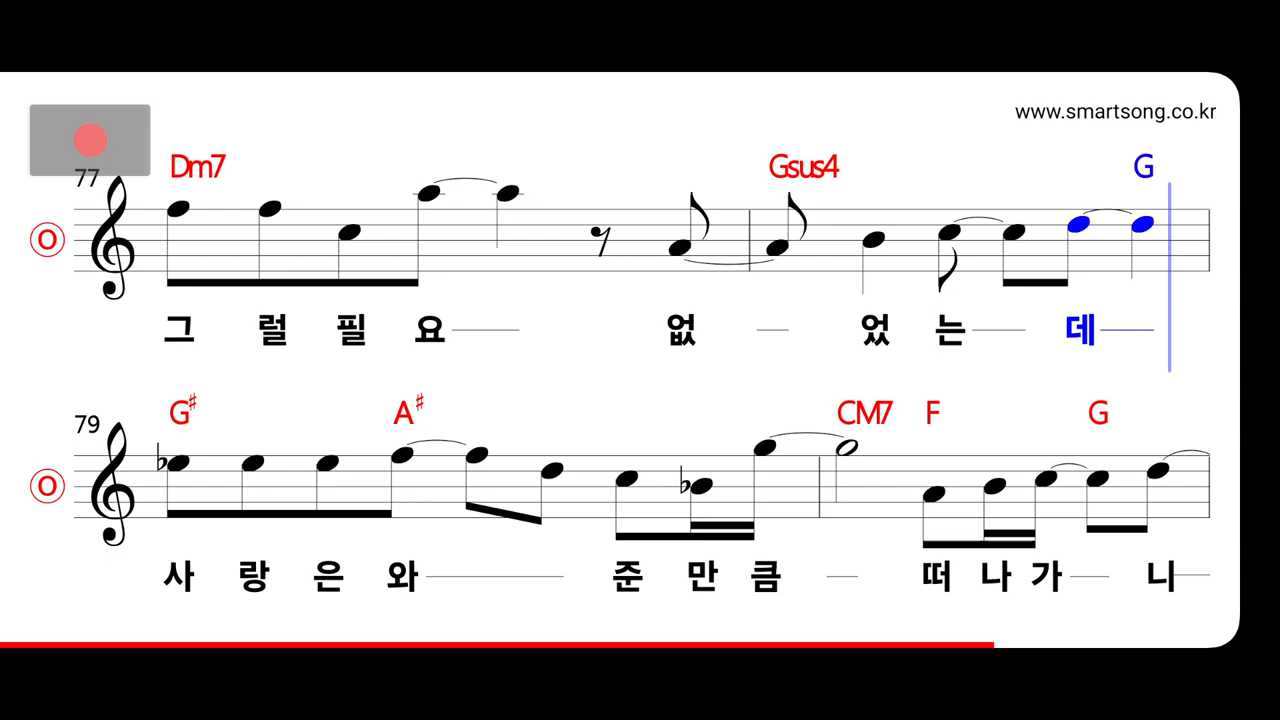 www.smartsong.co.kr
77 Dm7 Gsus4 G
O
그 럴 필 요 없 었 는 데
79 G♯ A♯ CM7 F G
O
사 랑 은 와 준 만 큼 떠 나 가 니